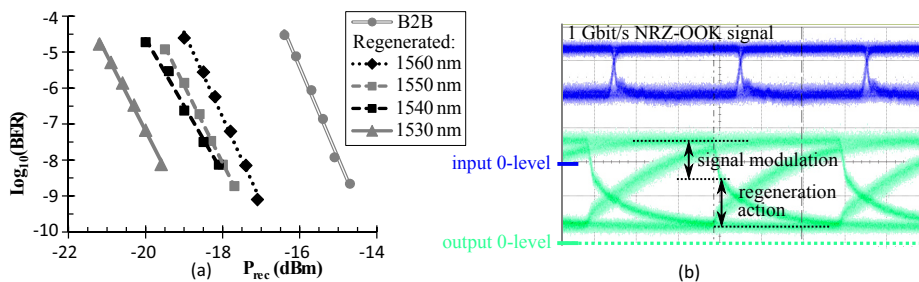 -4
-5
-6
-7
-8
-9
-10
Log10(BER)
-22
-20
-18
-16
-14
(a)
Prec (dBm)
B2B
Regenerated:
1560 nm
1550 nm
1540 nm
1530 nm
1 Gbit/s NRZ-OOK signal
input 0-level
signal modulation
regeneration
action
output 0-level
(b)